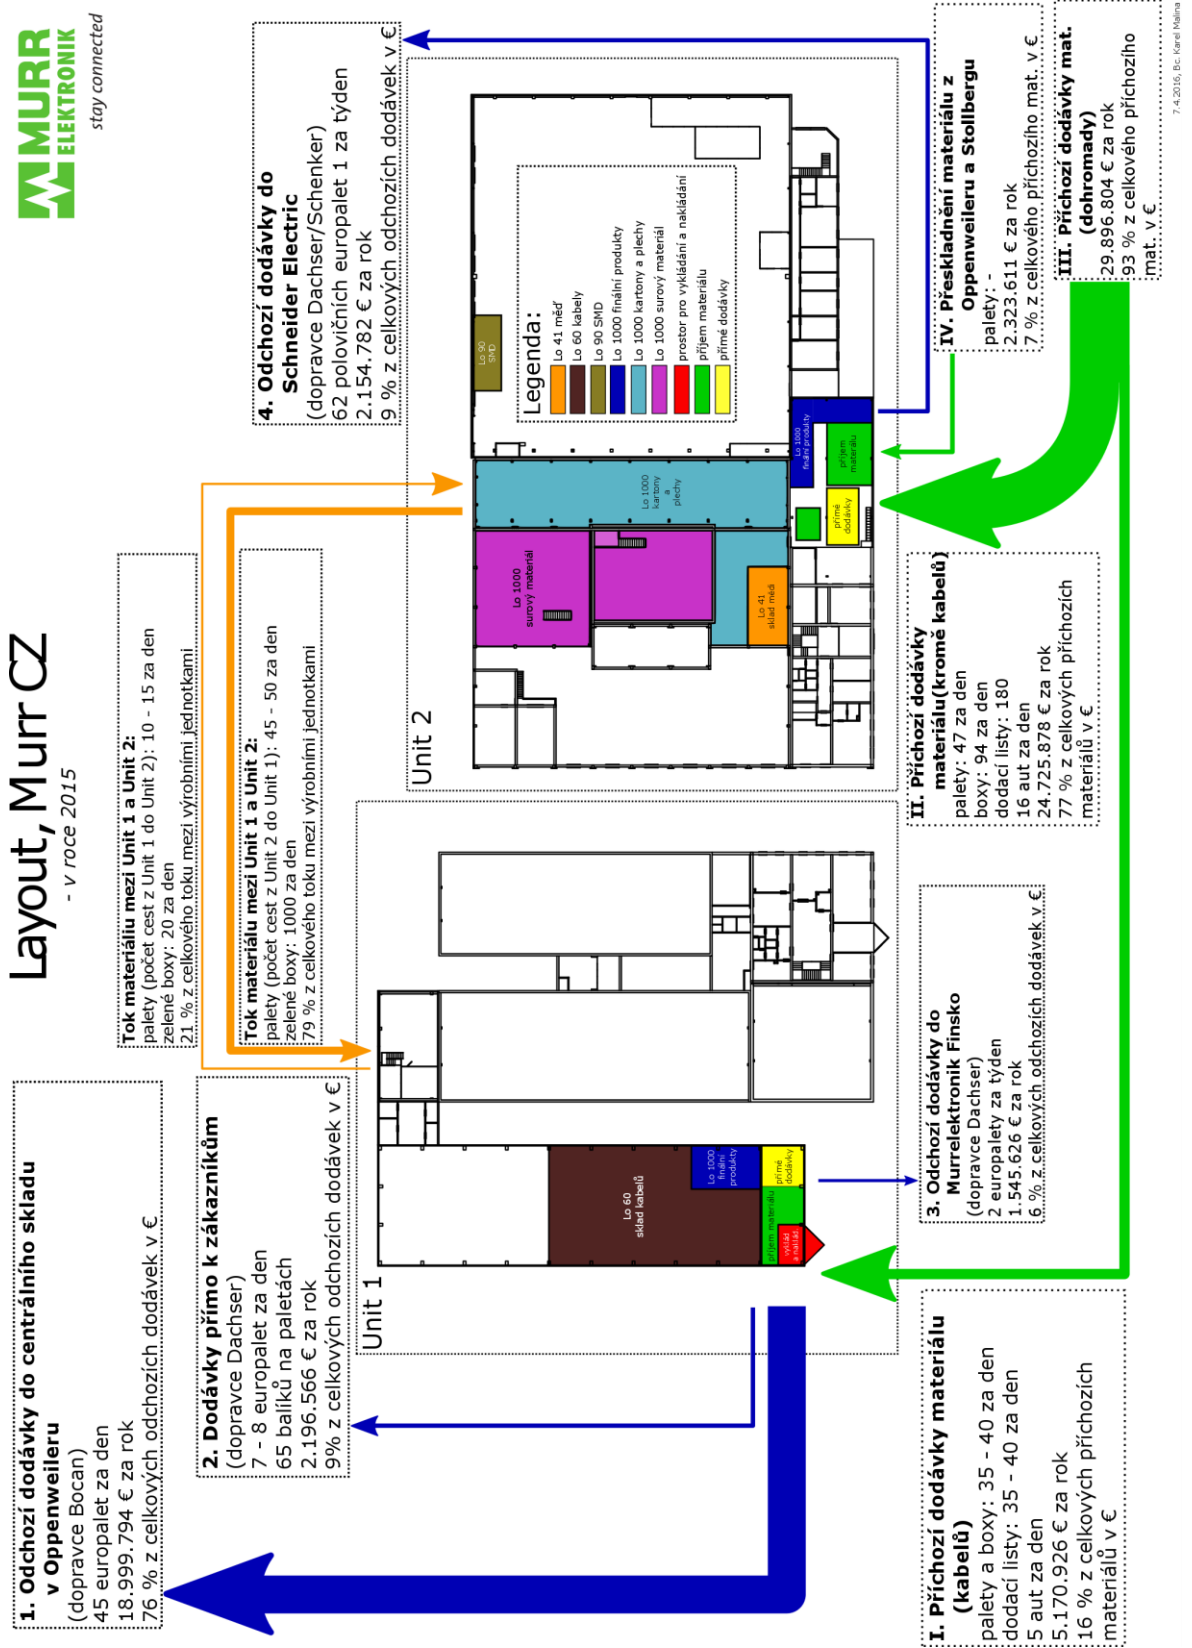 Layout, Murr CZ
- v roce 2015
MURR
ELEKTRONIK
stay connected
1. Odchozí dodávky do centrálního skladu
v Oppenweileru
(dopravce Bocan)
45 europalet za den
18.999.794 € za rok
76 % z celkových odchozích dodávek v €
2. Dodávky přímo k zákazníkům
(dopravce Dachser)
7 - 8 europalet za den
65 balíků na paletách
2.196.566 € za rok
9% z celkových odchozích dodávek v €
Tok materiáliu mezi Unit 1 a Unit 2:
palety (počet cest z Unit 1 do Unit 2): 10 - 15 za den
zelené boxy: 20 za den
21 % z celkového toku mezi výrobními jednotkami
Tok materiálu mezi Unit 1 a Unit 2:
palety (počet cest z Unit 2 do Unit 1): 45 - 50 za den
zelené boxy: 1000 za den
79 % z celkového toku mezi výrobními jednotkami
4. Odchozí dodávky do
Schneider Electric
(dopravce Dachser/Schenker)
62 polovičních europalet 1 za týden
2.154.782 € za rok
9 % z celkových odchozích dodávek v €
Unit 1
Lo 60
sklad kabelů
Lo 1000
finální
produkty
přímé
dodávky
příjem materiálu
výklad
a náklad
Unit 2
Lo 1000
surový materiál
Lo 1000
kartony
a
plechy
Lo 41
sklad mědi
Lo 90
SMD
Lo 1000
finální produkty
příjem
materiálu
přímé
dodávky
Legenda:
Lo 41 měď
Lo 60 kabely
Lo 90 SMD
Lo 1000 finální produkty
Lo 1000 kartony a plechy
Lo 1000 surový materiál
prostor pro vykládání a nakládání
příjem materiálu
přímé dodávky
I. Příchozí dodávky materiálu
(kabelů)
palety a boxy: 35 - 40 za den
dodací listy: 35 - 40 za den
5 aut za den
5.170.926 € za rok
16 % z celkových příchozích
materiálů v €
3. Odchozí dodávky do
Murrelektronik Finsko
(dopravce Dachser)
2 europalety za týden
1.545.626 € za rok
6 % z celkových odchozích dodávek v €
II. Příchozí dodávky
materiálu(kromě kabelů)
palety: 47 za den
boxy: 94 za den
dodací listy: 180
16 aut za den
24.725.878 € za rok
77 % z celkových příchozích
materiálů v €
IV. Přeskladnění materiálu z
Oppenweileru a Stollbergu
palety: -
2.323.611 € za rok
7 % z celkového příchozího mat. v €
III. Příchozí dodávky mat.
(dohromady)
29.896.804 € za rok
93 % z celkového příchozího
mat. v €
7.4.2016, Bc. Karel Malina